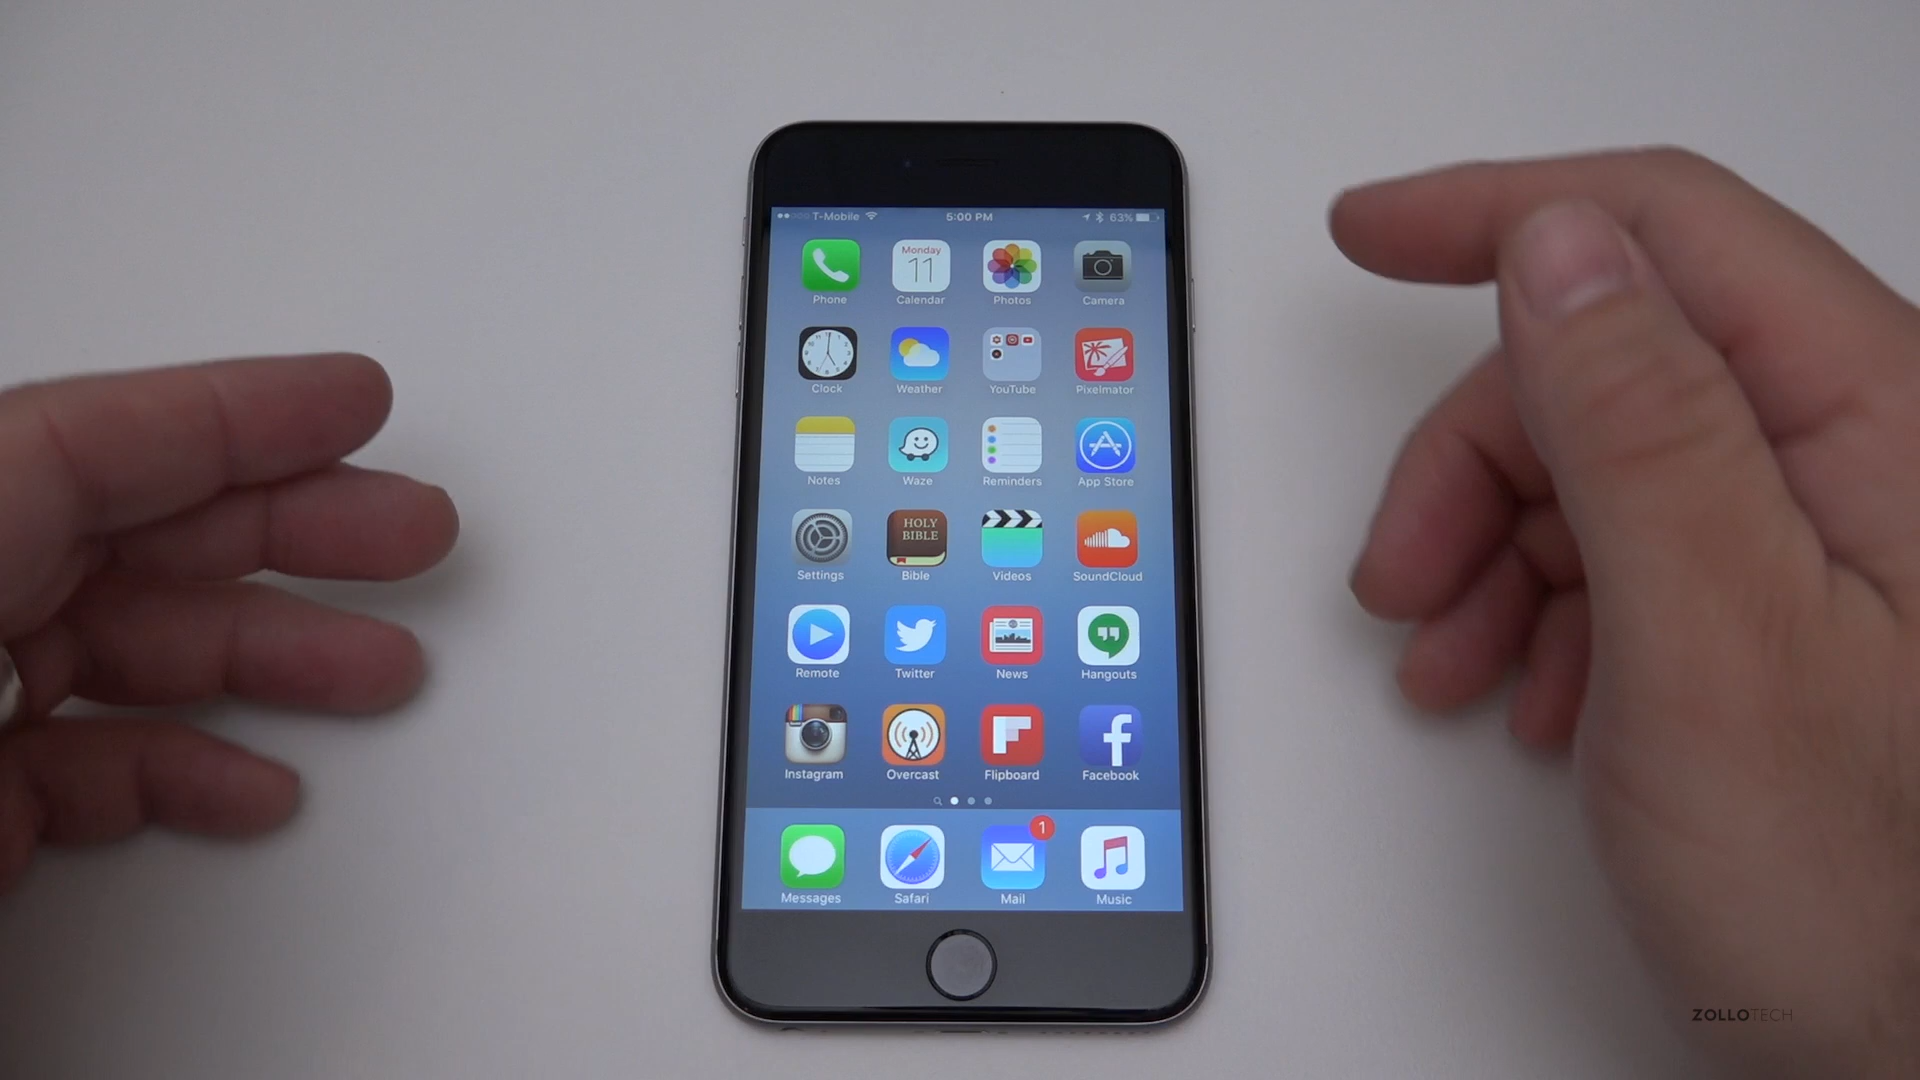 T-Mobile 5:00 PM 63%
Monday
11
Phone Calendar Photos Camera
Clock Weather YouTube Pixelmator
Notes Waze Reminders App Store
HOLY
BIBLE
Settings Bible Videos SoundCloud
Remote Twitter News Hangouts
Instagram Overcast Flipboard Facebook
1
Messages Safari Mail Music
ZOLLOTECH